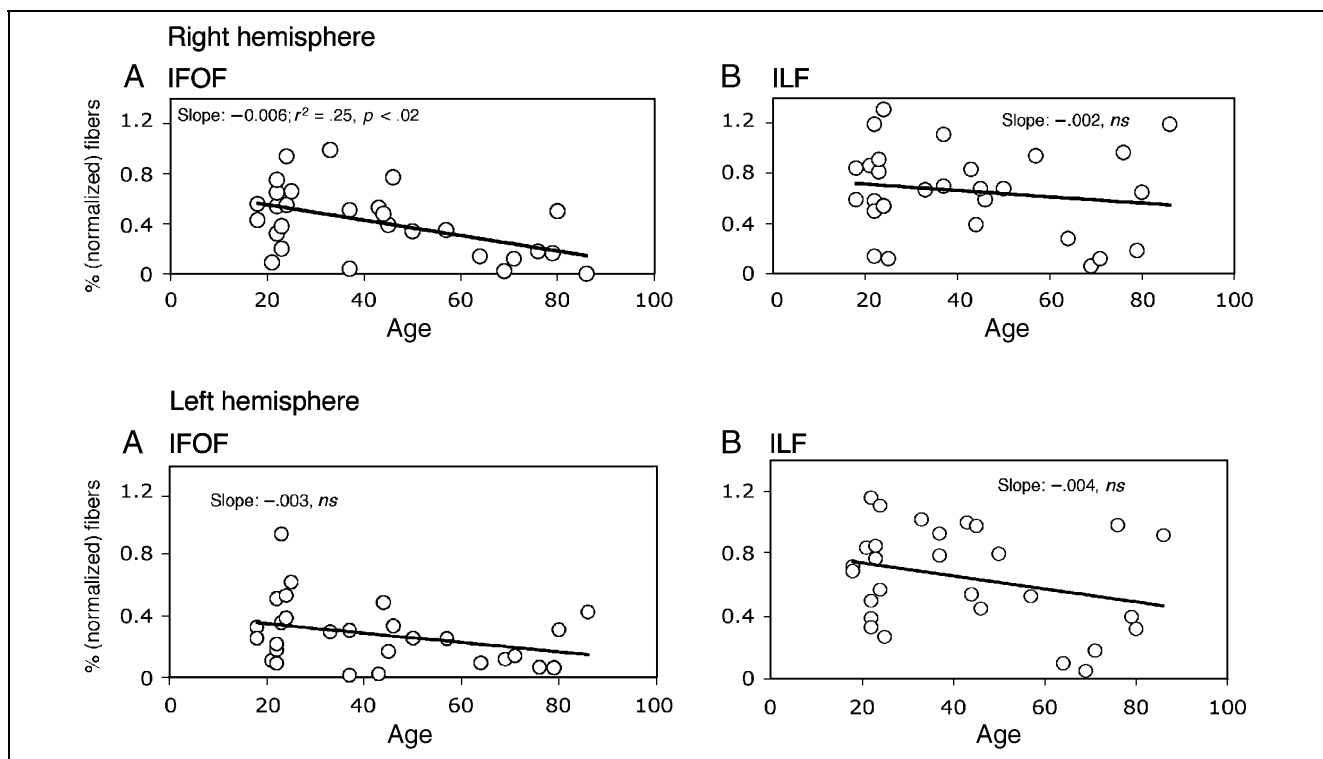 Right hemisphere
A IFOF
Slope: −0.006; r² = .25, p < .02
% (normalized) fibers
1.2
0.8
0.4
0
0 20 40 60 80 100
Age
B ILF
Slope: −.002, ns
1.2
0.8
0.4
0
0 20 40 60 80 100
Age
Left hemisphere
A IFOF
Slope: −.003, ns
% (normalized) fibers
1.2
0.8
0.4
0
0 20 40 60 80 100
Age
B ILF
Slope: −.004, ns
1.2
0.8
0.4
0
0 20 40 60 80 100
Age